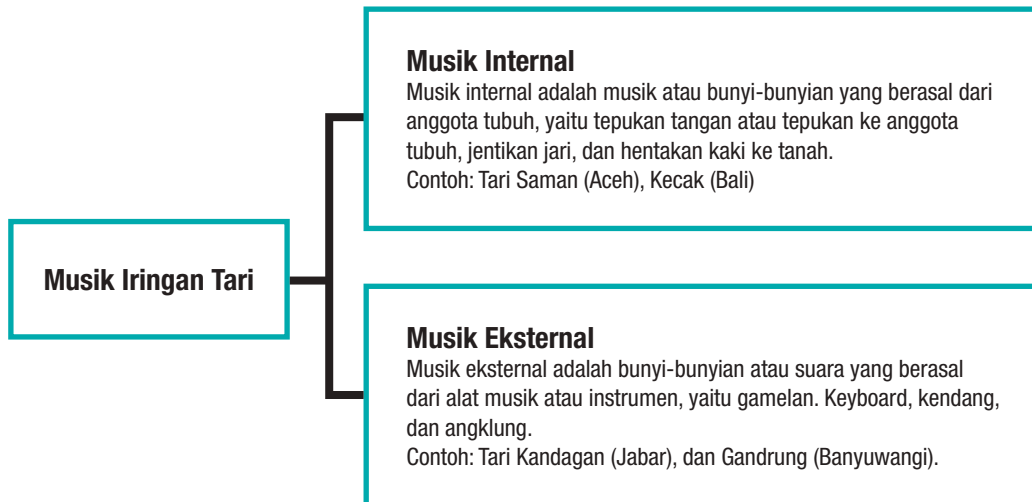 Musik Internal
Musik internal adalah musik atau bunyi-bunyian yang berasal dari
anggota tubuh, yaitu tepukan tangan atau tepukan ke anggota
tubuh, jentikan jari, dan hentakan kaki ke tanah.
Contoh: Tari Saman (Aceh), Kecak (Bali)
Musik Iringan Tari
Musik Eksternal
Musik eksternal adalah bunyi-bunyian atau suara yang berasal
dari alat musik atau instrumen, yaitu gamelan. Keyboard, kendang,
dan angklung.
Contoh: Tari Kandagan (Jabar), dan Gandrung (Banyuwangi).